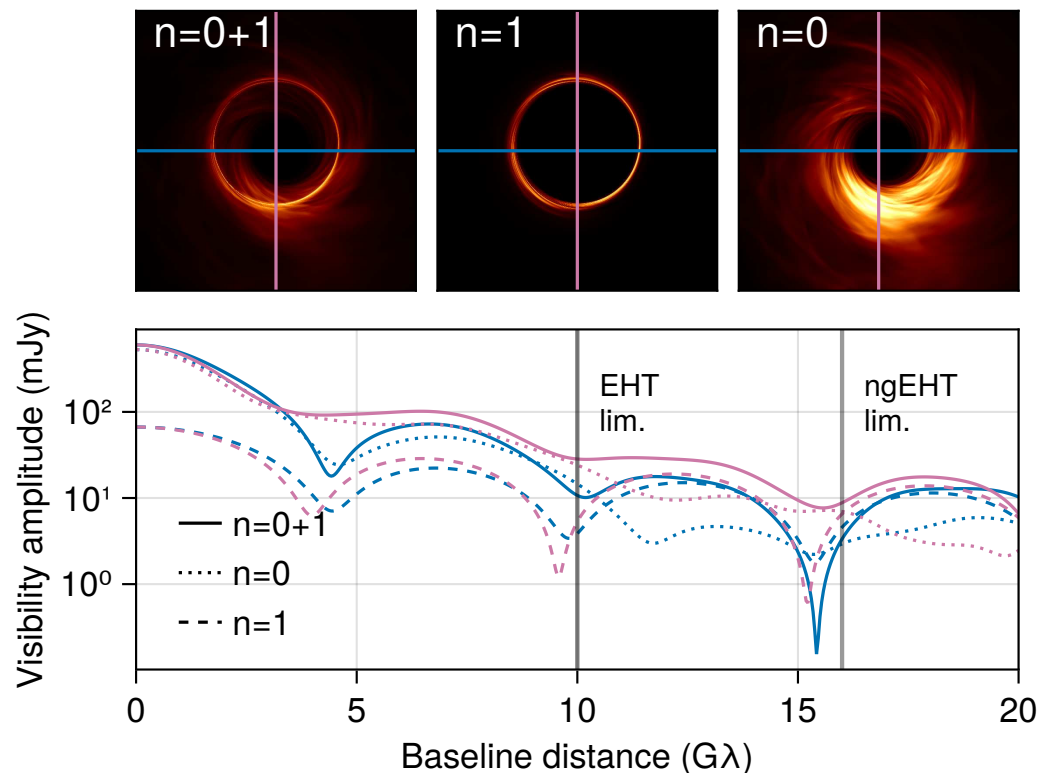 n=0+1
n=1
n=0
Visibility amplitude (mJy)
10²
10¹
10⁰
EHT
lim.
ngEHT
lim.
n=0+1
n=0
n=1
0
5
10
15
20
Baseline distance (Gλ)